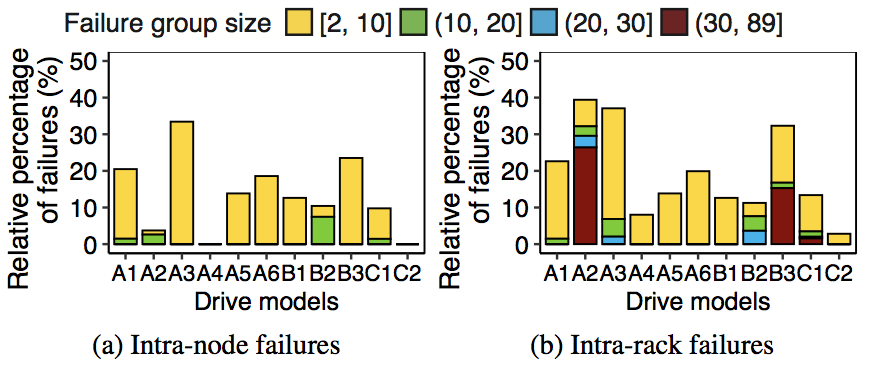 Failure group size [2, 10] (10, 20] (20, 30] (30, 89]
Relative percentage
of failures (%)
50
40
30
20
10
0
A1 A2 A3 A4 A5 A6 B1 B2 B3 C1 C2
Drive models
(a) Intra-node failures
Relative percentage
of failures (%)
50
40
30
20
10
0
A1 A2 A3 A4 A5 A6 B1 B2 B3 C1 C2
Drive models
(b) Intra-rack failures